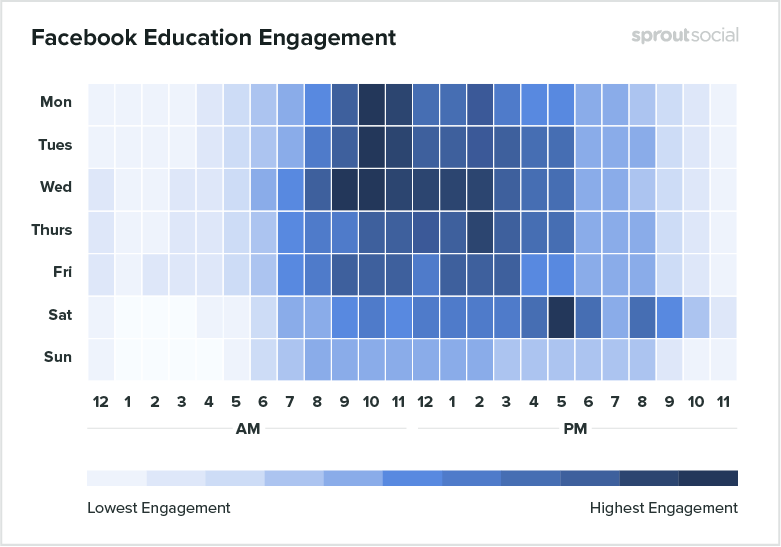 Facebook Education Engagement
sproutsocial
Mon
Tues
Wed
Thurs
Fri
Sat
Sun
12 1 2 3 4 5 6 7 8 9 10 11 12 1 2 3 4 5 6 7 8 9 10 11
AM PM
Lowest Engagement Highest Engagement